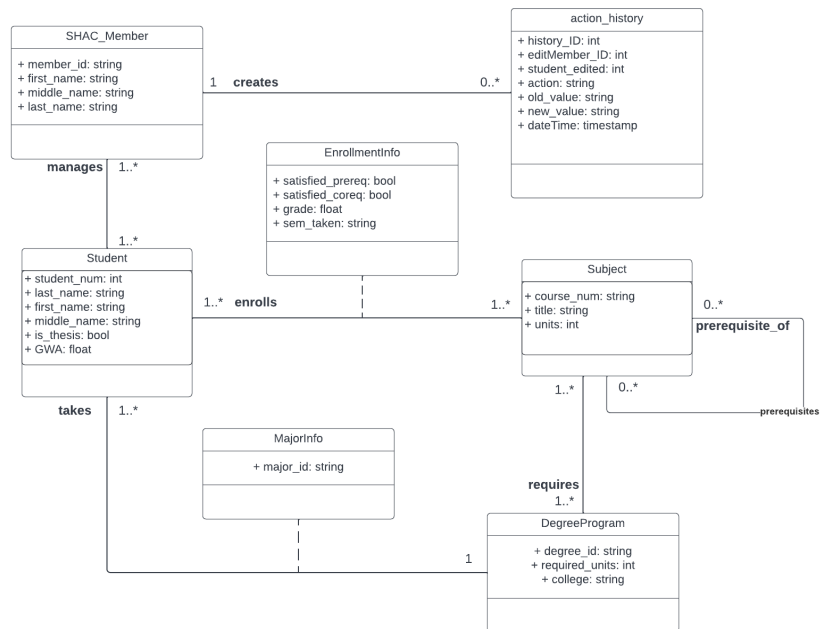 SHAC_Member
+ member_id: string
+ first_name: string
+ middle_name: string
+ last_name: string
1 creates 0..*
action_history
+ history_ID: int
+ editMember_ID: int
+ student_edited: int
+ action: string
+ old_value: string
+ new_value: string
+ dateTime: timestamp
manages 1..*
1..*
EnrollmentInfo
+ satisfied_prereq: bool
+ satisfied_coreq: bool
+ grade: float
+ sem_taken: string
Student
+ student_num: int
+ last_name: string
+ first_name: string
+ middle_name: string
+ is_thesis: bool
+ GWA: float
1..* enrolls 1..*
Subject
+ course_num: string
+ title: string
+ units: int
0..*
prerequisite_of
0..*
prerequisites
takes 1..*
1..*
requires
1..*
MajorInfo
+ major_id: string
1
DegreeProgram
+ degree_id: string
+ required_units: int
+ college: string